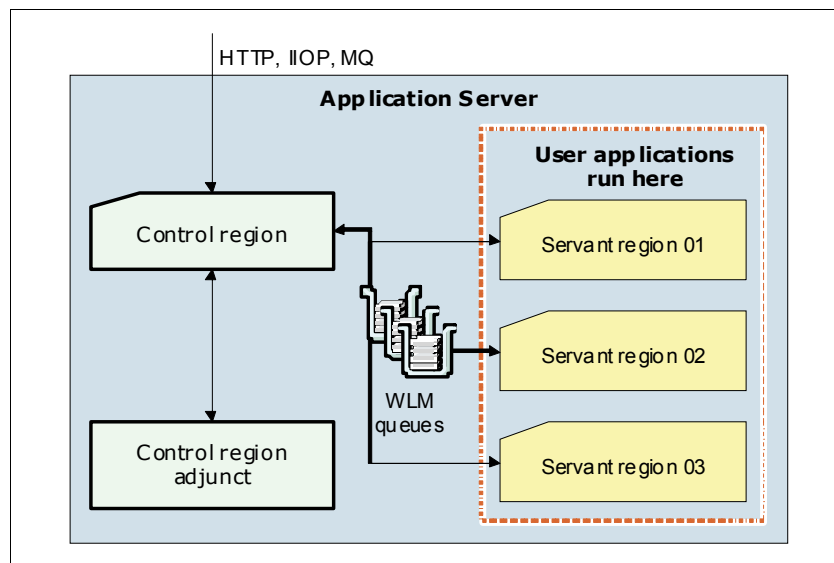 HTTP, IIOP, MQ
Application Server
User applications
run here
Control region
Servant region 01
Servant region 02
WLM
queues
Control region
adjunct
Servant region 03